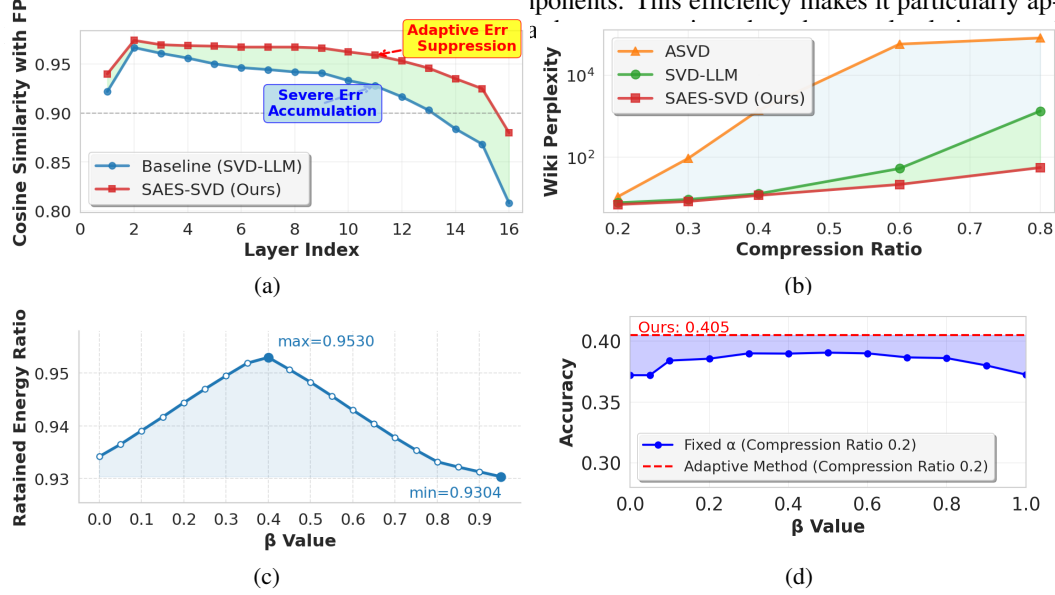 ponents. This efficiency makes it particularly ap-
Cosine Similarity with FP
0.95
0.90
0.85
0.80
Adaptive Err
Suppression
Severe Err
Accumulation
Baseline (SVD-LLM)
SAES-SVD (Ours)
0 2 4 6 8 10 12 14 16
Layer Index
(a)
Wiki Perplexity
10⁴
10²
ASVD
SVD-LLM
SAES-SVD (Ours)
0.2 0.3 0.4 0.5 0.6 0.7 0.8
Compression Ratio
(b)
Ratained Energy Ratio
0.95
0.94
0.93
max=0.9530
min=0.9304
0.0 0.1 0.2 0.3 0.4 0.5 0.6 0.7 0.8 0.9
β Value
(c)
Accuracy
0.40
0.35
0.30
Ours: 0.405
Fixed α (Compression Ratio 0.2)
Adaptive Method (Compression Ratio 0.2)
0.0 0.2 0.4 0.6 0.8 1.0
β Value
(d)